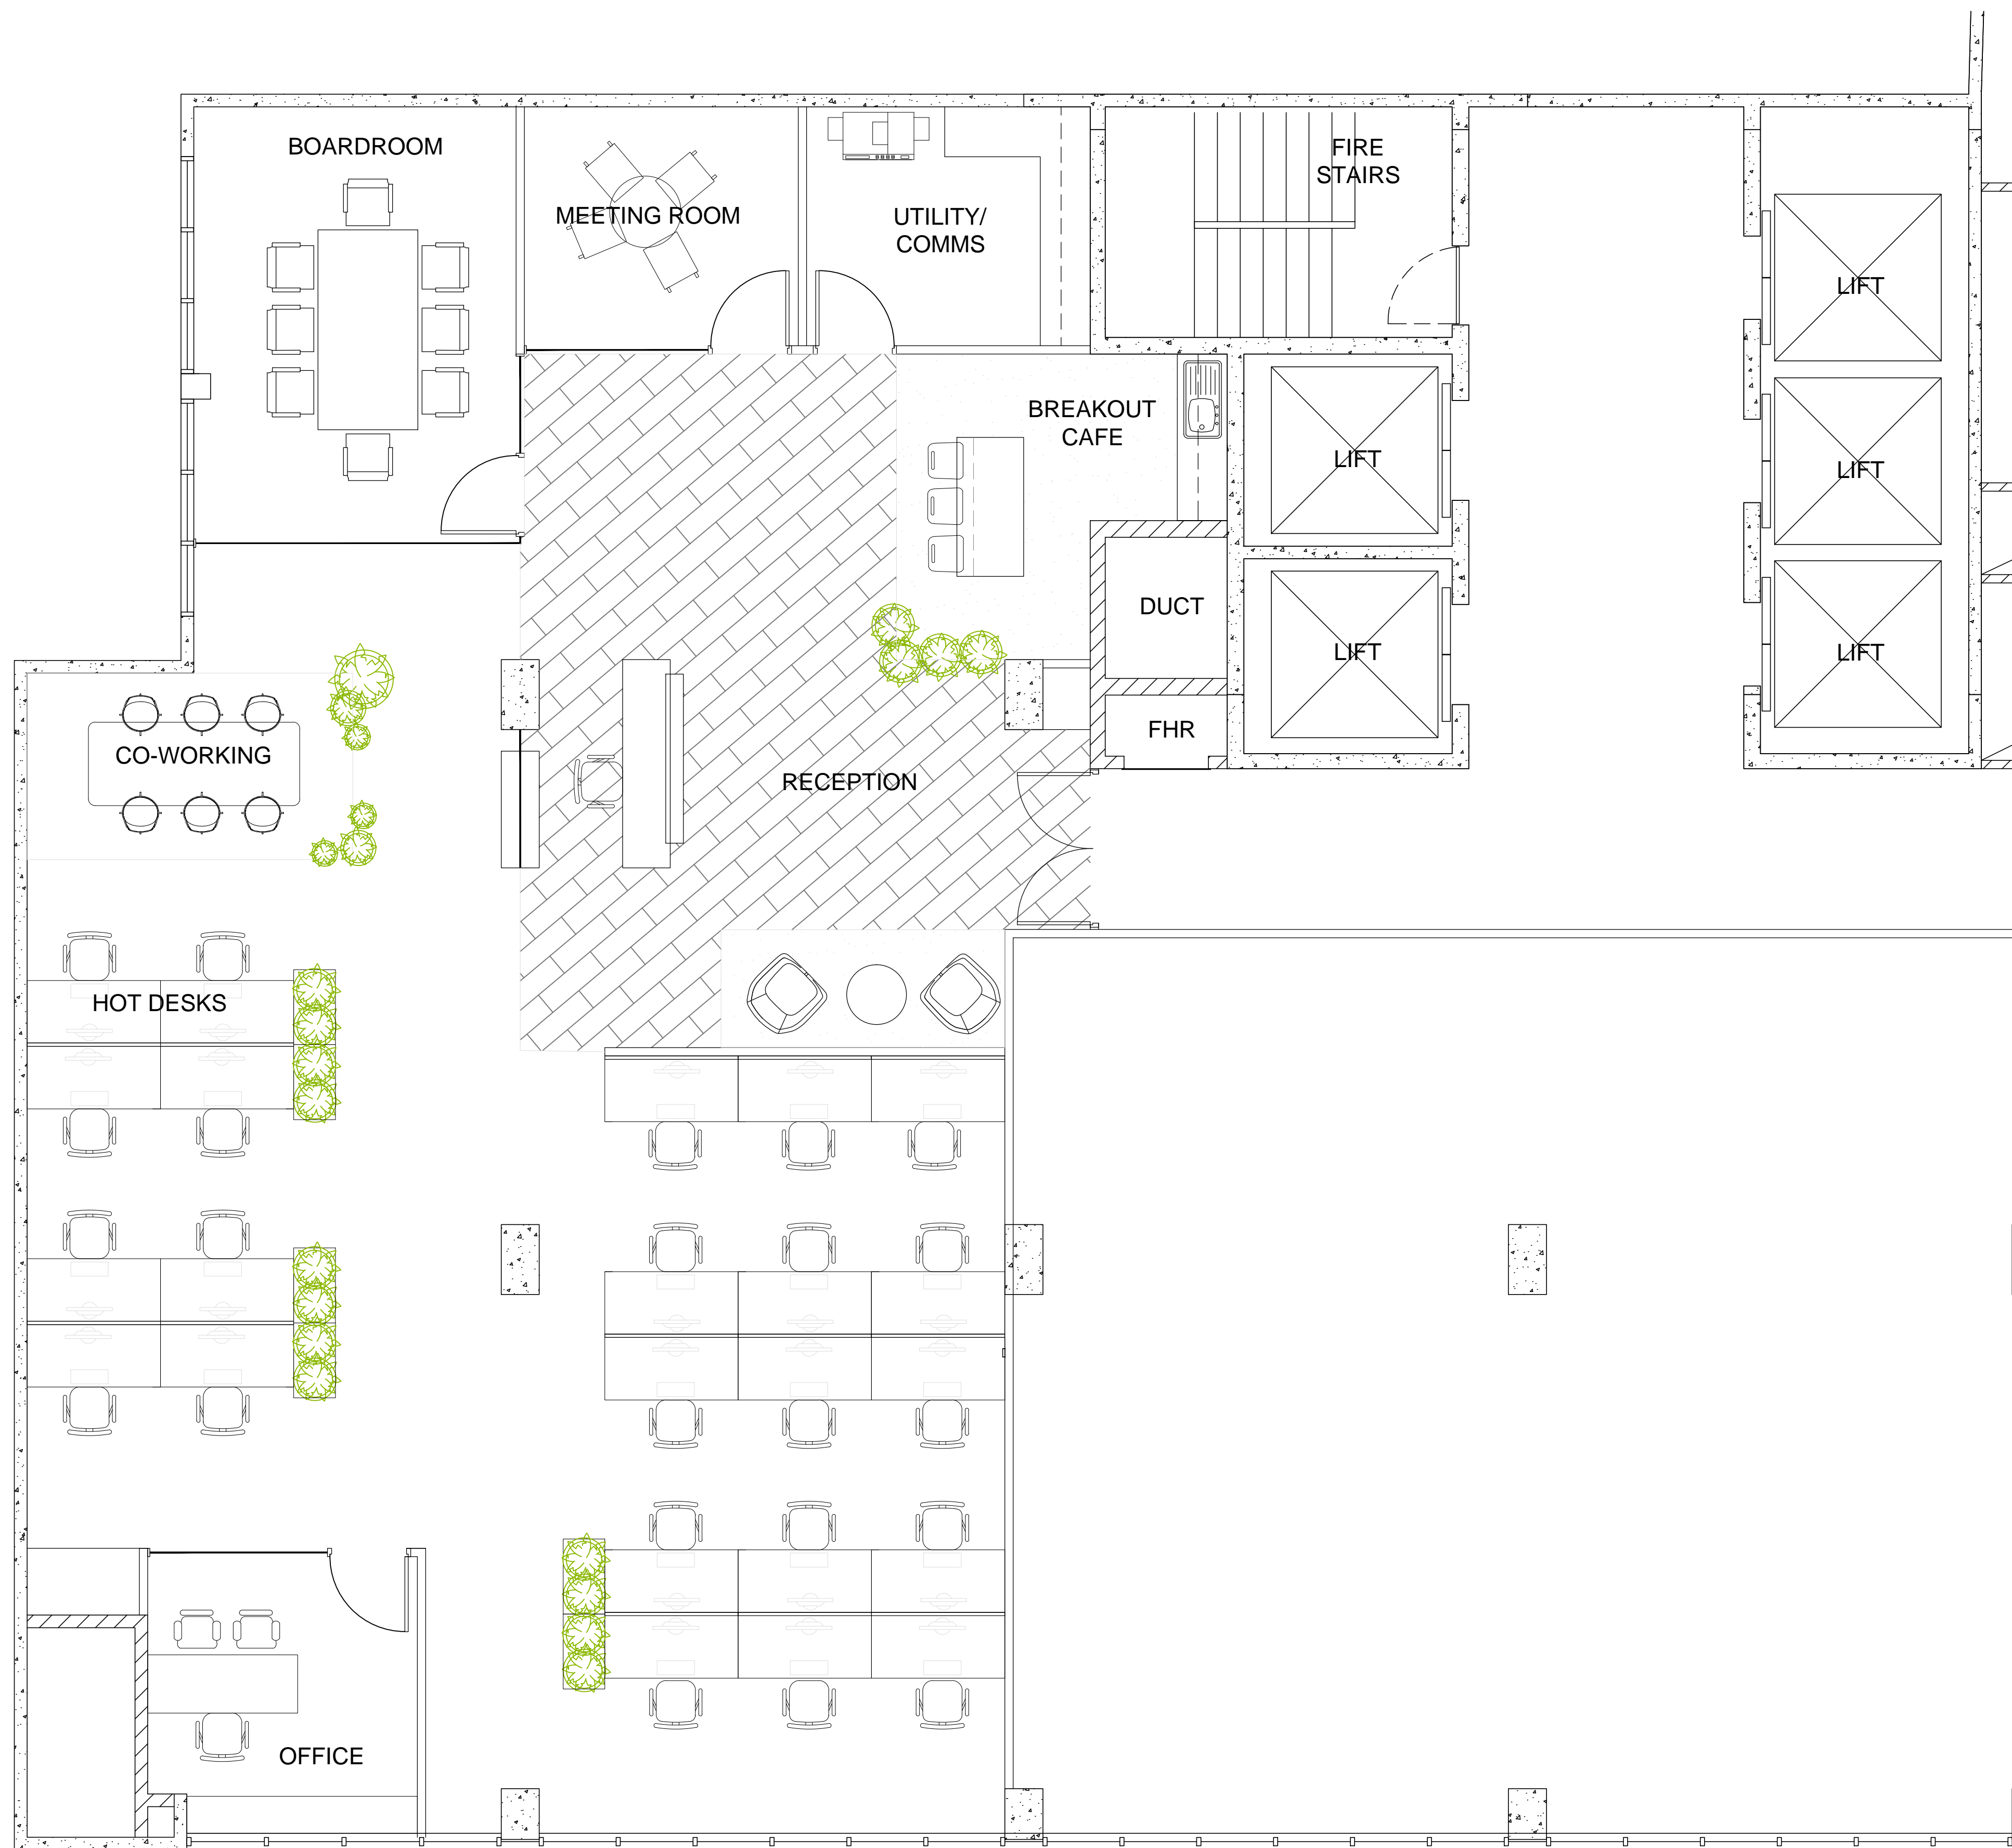 BOARDROOM
MEETING ROOM
UTILITY/
COMMS
FIRE
STAIRS
LIFT
BREAKOUT
CAFE
LIFT
LIFT
DUCT
LIFT
LIFT
FHR
CO-WORKING
RECEPTION
HOT DESKS
OFFICE